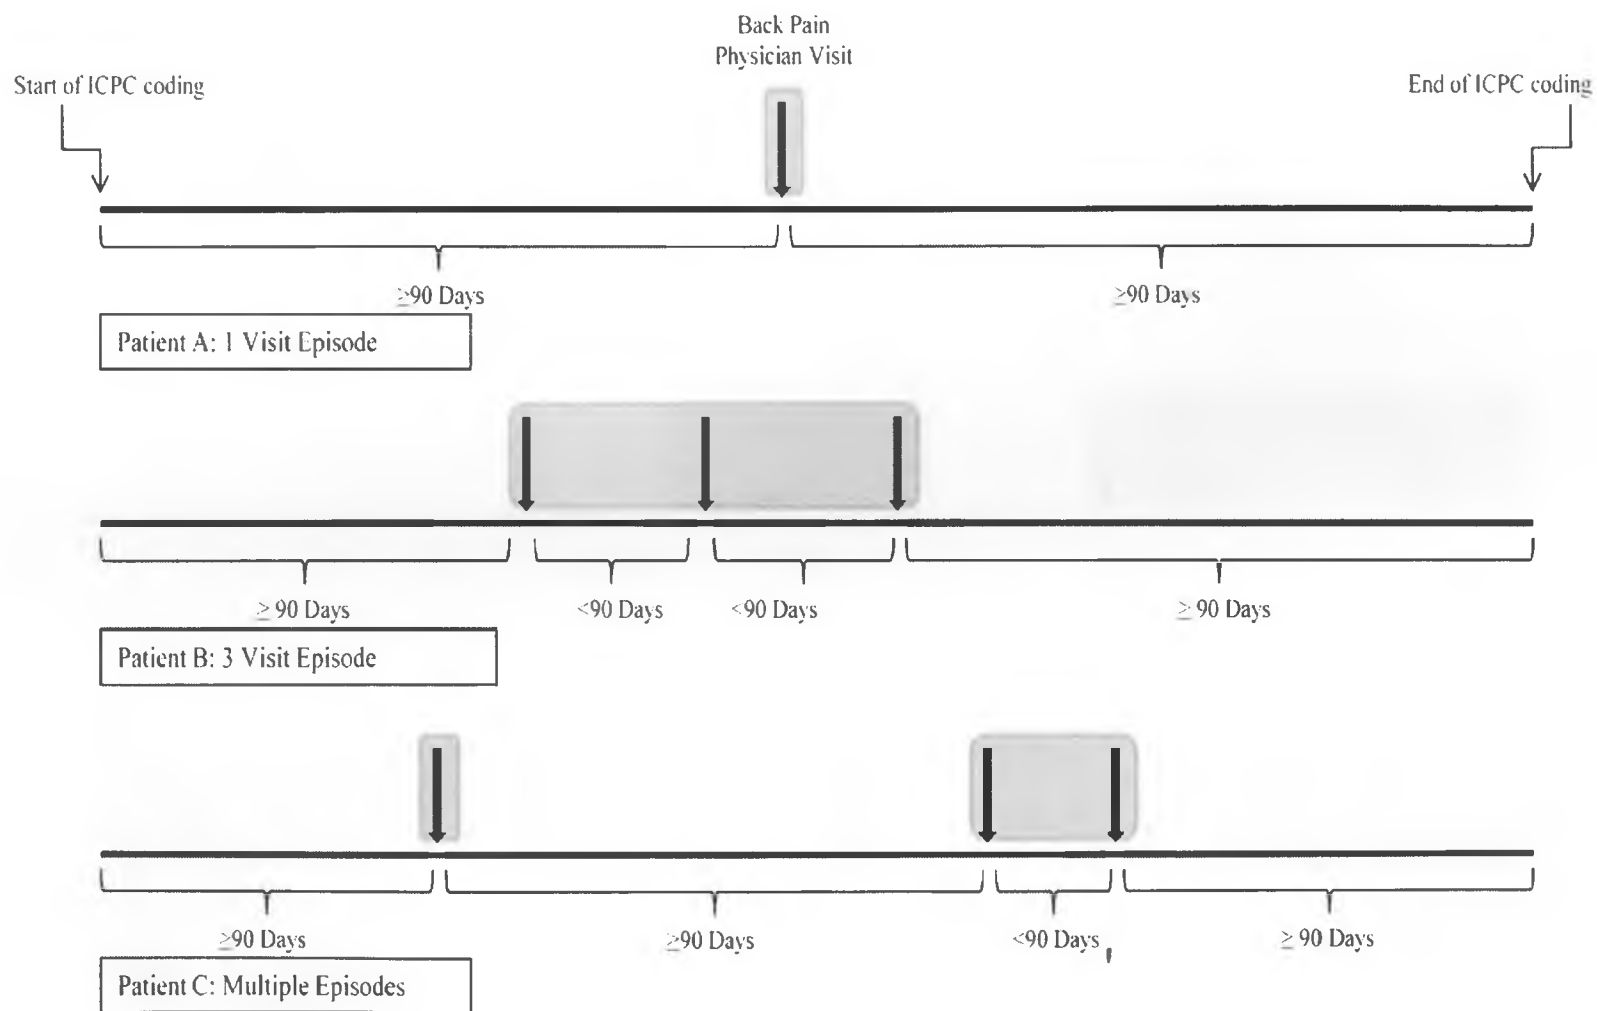 Back Pain
Physician Visit
Start of ICPC coding
End of ICPC coding
≥90 Days
≥90 Days
Patient A: 1 Visit Episode
≥ 90 Days
<90 Days
<90 Days
≥ 90 Days
Patient B: 3 Visit Episode
≥90 Days
≥90 Days
<90 Days
≥ 90 Days
Patient C: Multiple Episodes